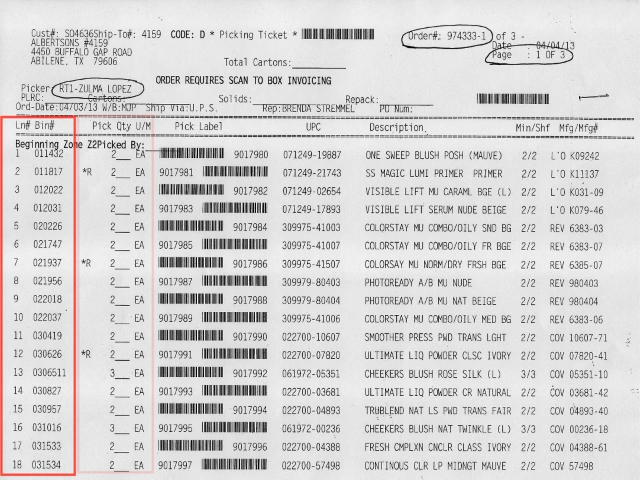 Cust#: SO4636Ship-To#: 4159 CODE: D * Picking Ticket * Order#: 974333-1 of 3 -
ALBERTSONS #4159 Date 04/04/13
4450 BUFFALO GAP ROAD Page : 1 OF 3
ABILENE, TX 79606 Total Cartons:
ORDER REQUIRES SCAN TO BOX INVOICING
Picker RT1-ZULMA LOPEZ
PLRC: Cartons: Solids: Repack:
Ord-Date:04/03/13 W/B:MJP Ship Via:U.P.S. Rep:BRENDA STREMMEL PO Num:
Ln# Bin# Pick Qty U/M Pick Label UPC Description Min/Shf Mfg/Mfg#
Beginning Zone Z2Picked By:
1 011432 2 EA 9017980 071249-19887 ONE SWEEP BLUSH POSH (MAUVE) 2/2 L'O K09242
2 011817 *R 2 EA 9017981 071249-21743 SS MAGIC LUMI PRIMER PRIMER 2/2 L'O K11137
3 012022 2 EA 9017982 071249-02654 VISIBLE LIFT MU CARAML BGE (L) 2/2 L'O K031-09
4 012031 2 EA 9017983 071249-17893 VISIBLE LIFT SERUM NUDE BEIGE 2/2 L'O K079-46
5 020226 2 EA 9017984 309975-41003 COLORSTAY MU COMBO/OILY SND BG 2/2 REV 6383-03
6 021747 2 EA 9017985 309975-41007 COLORSTAY MU COMBO/OILY FR BGE 2/2 REV 6383-07
7 021937 *R 2 EA 9017986 309975-41507 COLORSAY MU NORM/DRY FRSH BGE 2/2 REV 6385-07
8 021956 2 EA 9017987 309979-80403 PHOTOREADY A/B MU NUDE 2/2 REV 980403
9 022018 2 EA 9017988 309979-80404 PHOTOREADY A/B MU NAT BEIGE 2/2 REV 980404
10 022037 2 EA 9017989 309975-41006 COLORSTAY MU COMBO/OILY MED BG 2/2 REV 6383-06
11 030419 2 EA 9017990 022700-10607 SMOOTHER PRESS PWD TRANS LGHT 2/2 COV 10607-71
12 030626 *R 2 EA 9017991 022700-07820 ULTIMATE LIQ POWDER CLSC IVORY 2/2 COV 07820-41
13 0306511 3 EA 9017992 061972-05351 CHEEKERS BLUSH ROSE SILK (L) 3/3 COV 05351-10
14 030827 2 EA 9017993 022700-03681 ULTIMATE LIQ POWDER CR NATURAL 2/2 COV 03681-42
15 030957 2 EA 9017994 022700-04893 TRUBLEND NAT LS PWD TRANS FAIR 2/2 COV 04893-40
16 031016 3 EA 9017995 061972-00236 CHEEKERS BLUSH NAT TWINKLE (L) 3/3 COV 00236-18
17 031533 2 EA 9017996 022700-04388 FRESH CMPLXN CNCLR CLASS IVORY 2/2 COV 04388-61
18 031534 2 EA 9017997 022700-57498 CONTINOUS CLR LP MIDNGT MAUVE 2/2 COV 57498